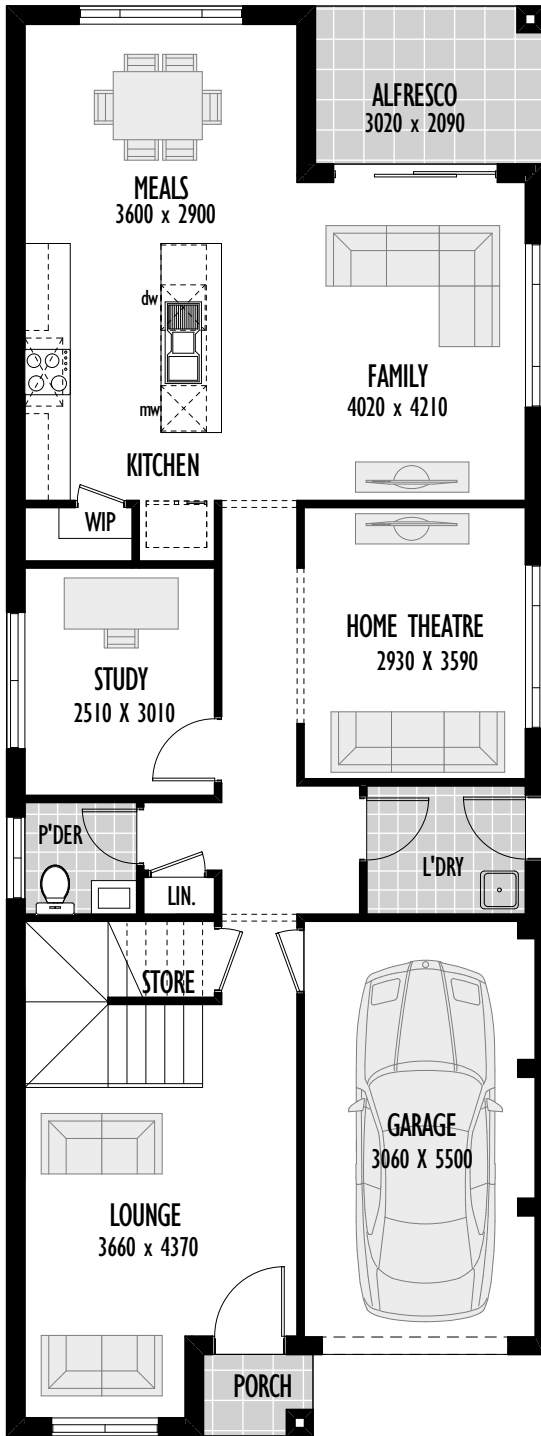 ALFRESCO
3020 x 2090
MEALS
3600 x 2900
dw
FAMILY
4020 x 4210
mw
KITCHEN
WIP
HOME THEATRE
2930 X 3590
STUDY
2510 X 3010
P'DER
L'DRY
LIN.
STORE
GARAGE
3060 X 5500
LOUNGE
3660 x 4370
PORCH